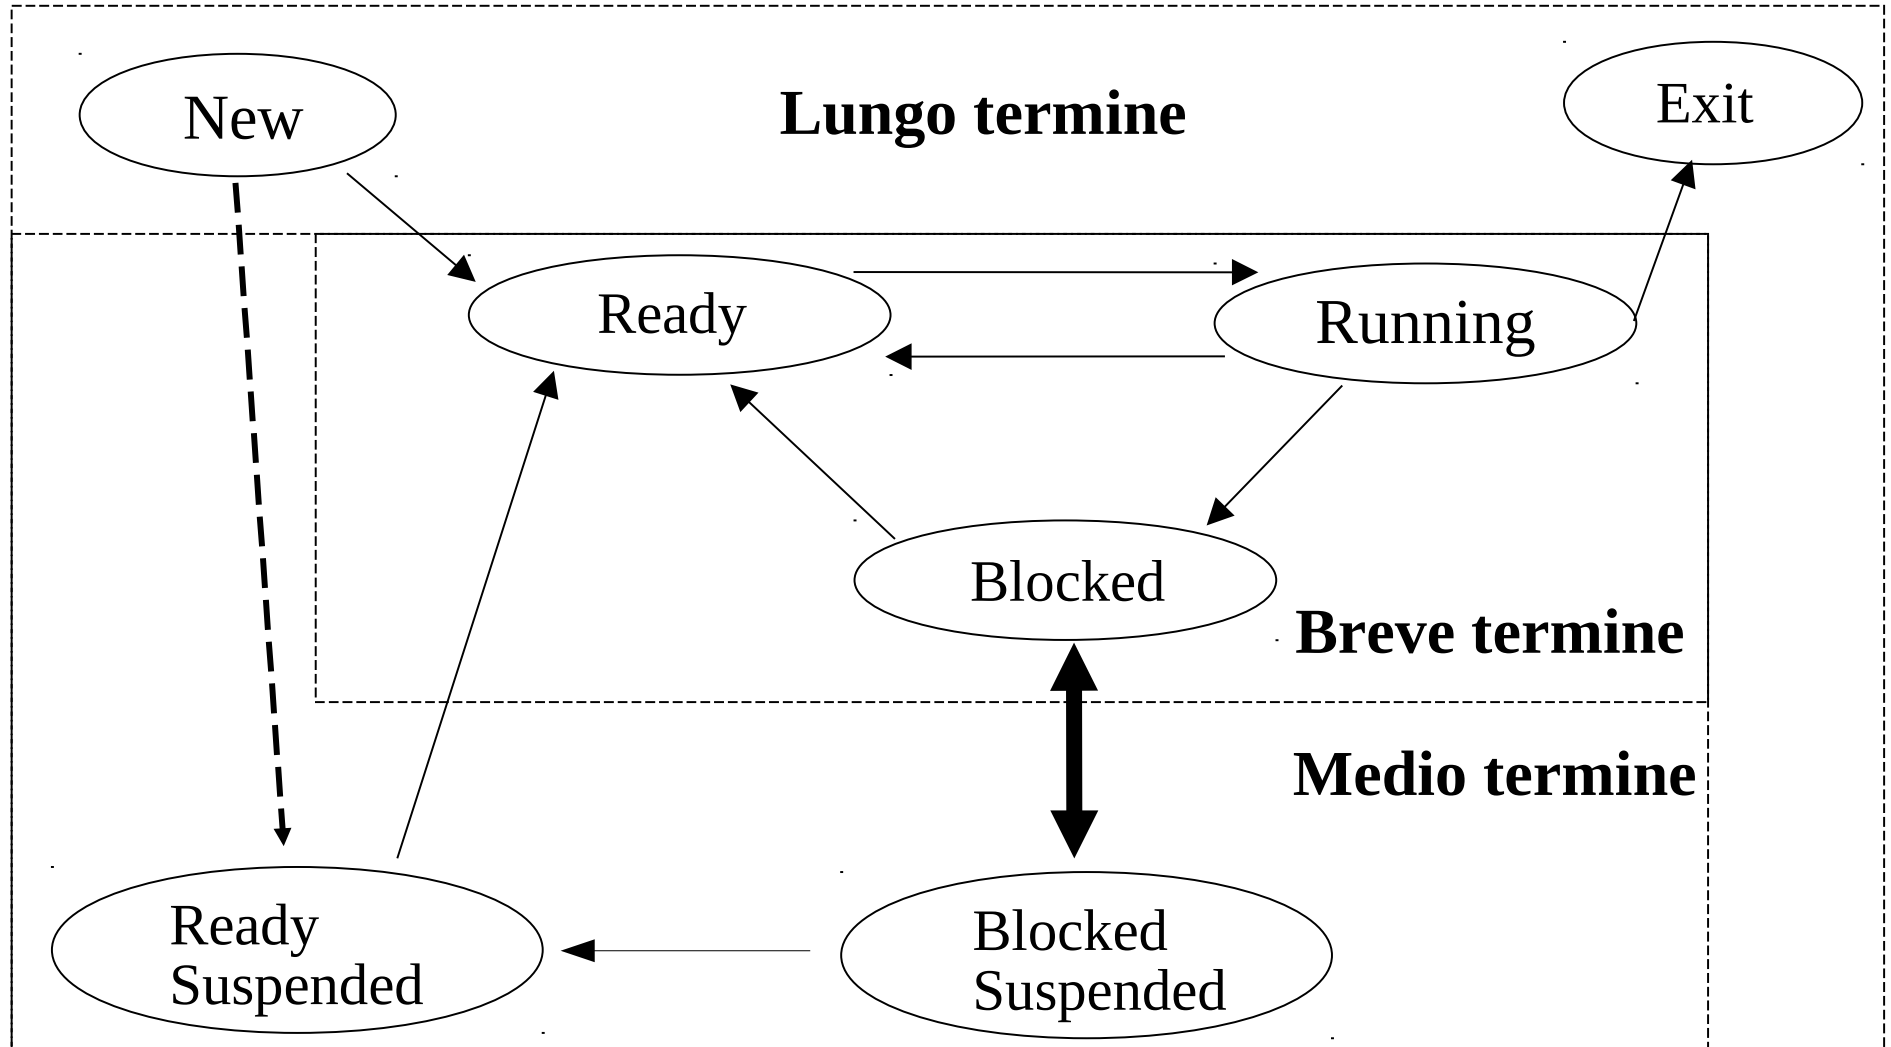 New
Lungo termine
Exit
Ready
Running
Blocked
Breve termine
Medio termine
Ready
Suspended
Blocked
Suspended